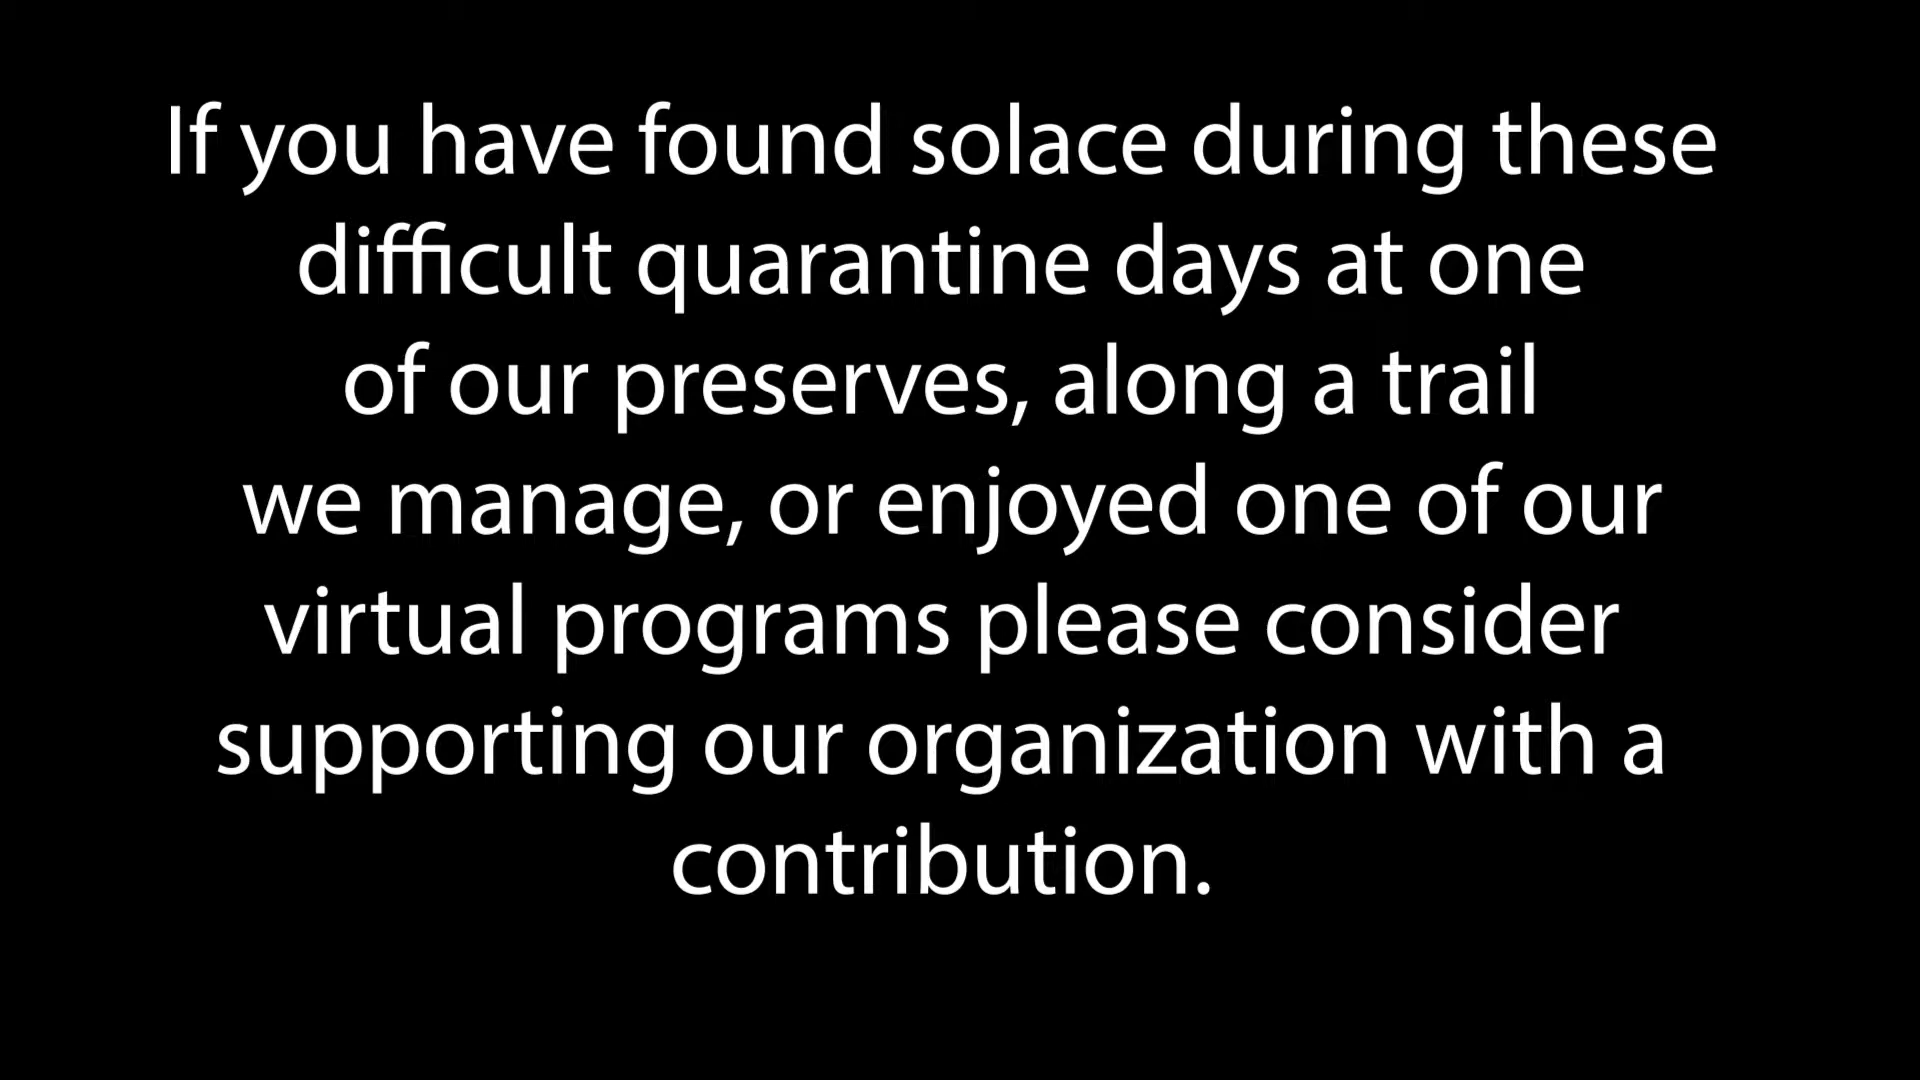 If you have found solace during these
difficult quarantine days at one
of our preserves, along a trail
we manage, or enjoyed one of our
virtual programs please consider
supporting our organization with a
contribution.